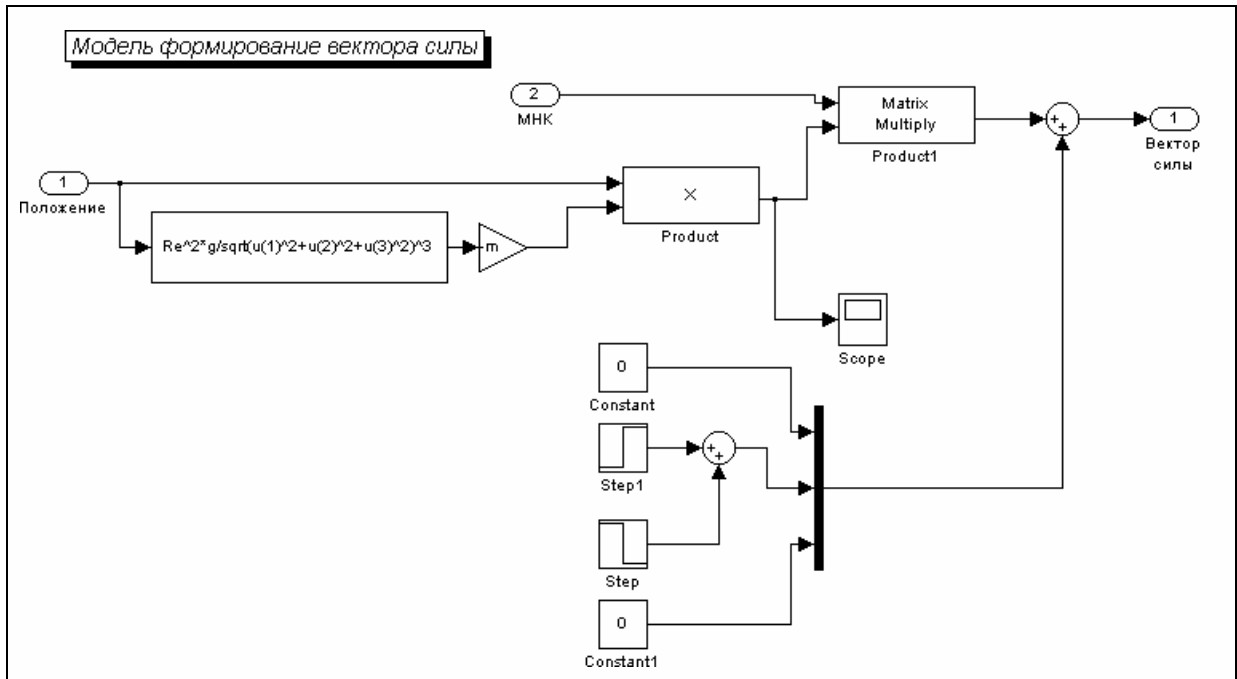 Модель формирование вектора силы
2
МНК
Matrix
Multiply
Product1
+
+
1
Вектор
силы
1
Положение
Re^2*g/sqrt(u(1)^2+u(2)^2+u(3)^2)^3
-m
×
Product
Scope
0
Constant
Step1
+
+
Step
0
Constant1